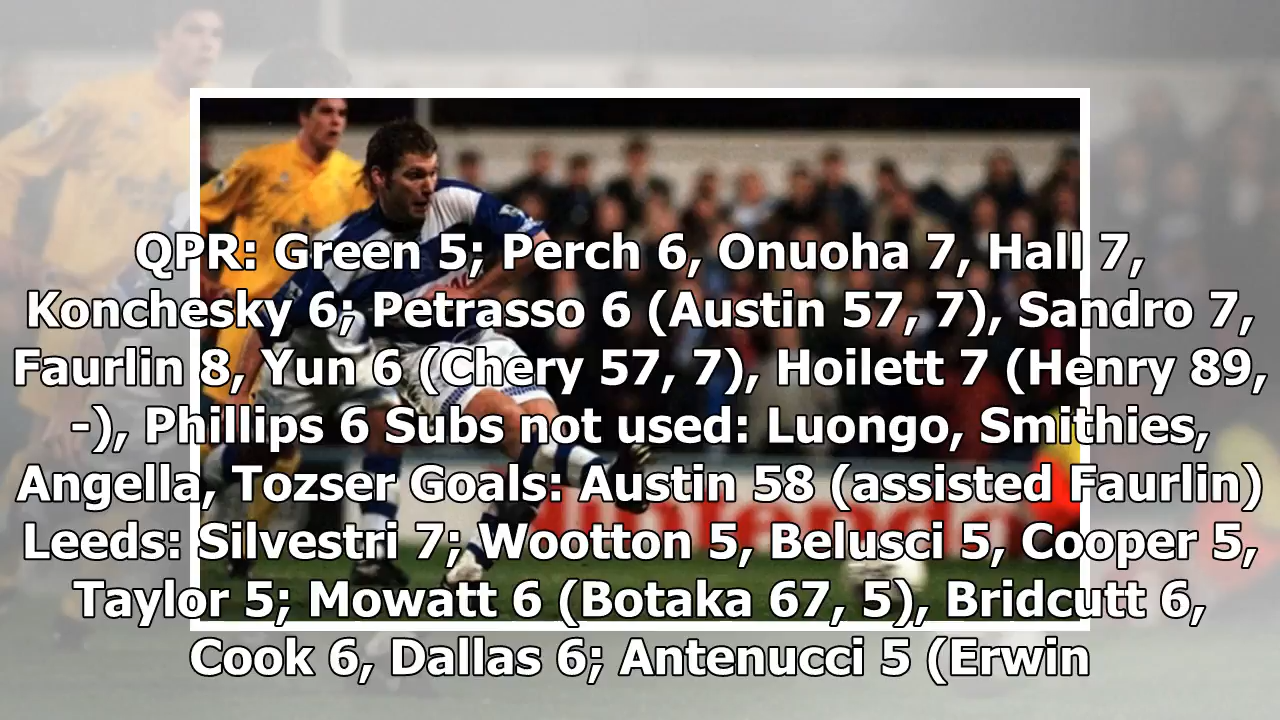 QPR: Green 5; Perch 6, Onuoha 7, Hall 7,
Konchesky 6; Petrasso 6 (Austin 57, 7), Sandro 7,
Faurlin 8, Yun 6 (Chery 57, 7), Hoilett 7 (Henry 89,
-), Phillips 6 Subs not used: Luongo, Smithies,
Angella, Tozser Goals: Austin 58 (assisted Faurlin)
Leeds: Silvestri 7; Wootton 5, Belusci 5, Cooper 5,
Taylor 5; Mowatt 6 (Botaka 67, 5), Bridcutt 6,
Cook 6, Dallas 6; Antenucci 5 (Erwin